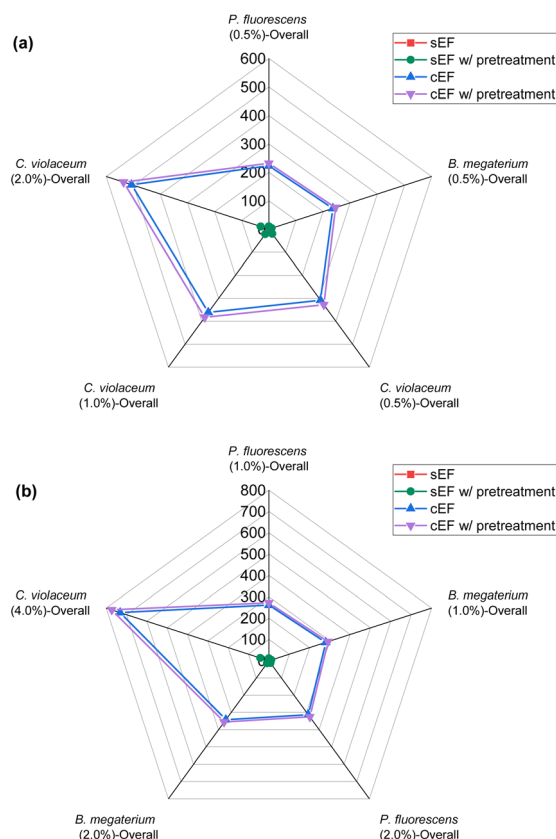 (a)
P. fluorescens
(0.5%)-Overall
sEF
sEF w/ pretreatment
cEF
cEF w/ pretreatment
600
500
400
300
200
100
0
C. violaceum
(2.0%)-Overall
B. megaterium
(0.5%)-Overall
C. violaceum
(1.0%)-Overall
C. violaceum
(0.5%)-Overall
(b)
P. fluorescens
(1.0%)-Overall
sEF
sEF w/ pretreatment
cEF
cEF w/ pretreatment
800
700
600
500
400
300
200
100
0
C. violaceum
(4.0%)-Overall
B. megaterium
(1.0%)-Overall
B. megaterium
(2.0%)-Overall
P. fluorescens
(2.0%)-Overall